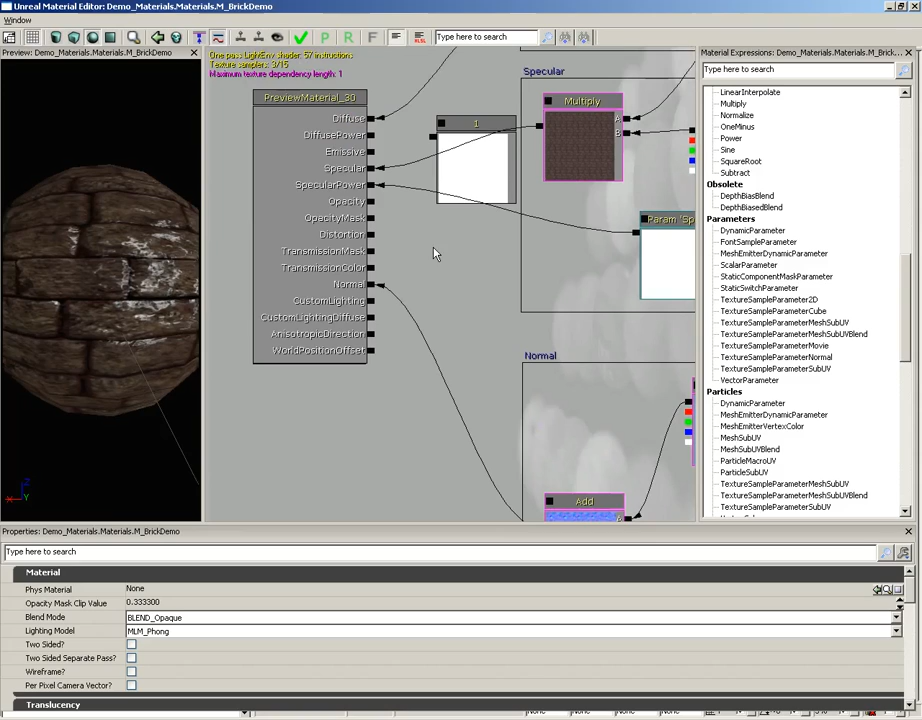 Unreal Material Editor: Demo_Materials.Materials.M_BrickDemo
Window
Type here to search
Preview: Demo_Materials.Materials.M_BrickDemo
One pass LightEnv shader: 57 instructions
Texture samplers: 3/15
Maximum texture dependency length: 1
PreviewMaterial_30
Diffuse
DiffusePower
Emissive
Specular
SpecularPower
Opacity
OpacityMask
Distortion
TransmissionMask
TransmissionColor
Normal
CustomLighting
CustomLightingDiffuse
AnisotropicDirection
WorldPositionOffset
1
Specular
Multiply
A
B
Param 'Sp
Normal
Add
A
Material Expressions: Demo_Materials.Materials.M_Brick...
Type here to search
LinearInterpolate
Multiply
Normalize
OneMinus
Power
Sine
SquareRoot
Subtract
Obsolete
DepthBiasBlend
DepthBiasedBlend
Parameters
DynamicParameter
FontSampleParameter
MeshEmitterDynamicParameter
ScalarParameter
StaticComponentMaskParameter
StaticSwitchParameter
TextureSampleParameter2D
TextureSampleParameterCube
TextureSampleParameterMeshSubUV
TextureSampleParameterMeshSubUVBlend
TextureSampleParameterMovie
TextureSampleParameterNormal
TextureSampleParameterSubUV
VectorParameter
Particles
DynamicParameter
MeshEmitterDynamicParameter
MeshEmitterVertexColor
MeshSubUV
MeshSubUVBlend
ParticleMacroUV
ParticleSubUV
TextureSampleParameterMeshSubUV
TextureSampleParameterMeshSubUVBlend
TextureSampleParameterSubUV
Properties: Demo_Materials.Materials.M_BrickDemo
Type here to search
Material
Phys Material None
Opacity Mask Clip Value 0.333300
Blend Mode BLEND_Opaque
Lighting Model MLM_Phong
Two Sided?
Two Sided Separate Pass?
Wireframe?
Per Pixel Camera Vector?
Translucency